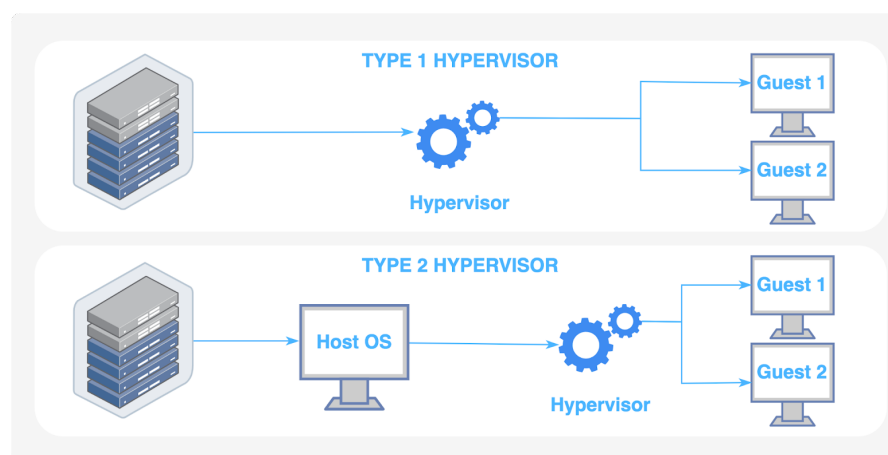 TYPE 1 HYPERVISOR
Guest 1
Guest 2
Hypervisor
TYPE 2 HYPERVISOR
Guest 1
Host OS
Guest 2
Hypervisor